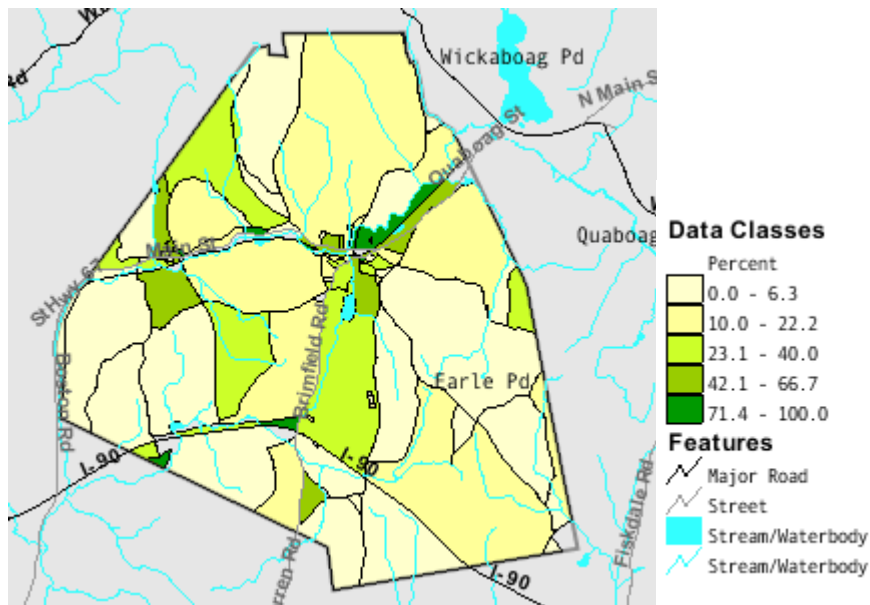 Wickaboag Pd
N Main S
Quaboag St
Quaboag
Main St
St Hwy 67
Brimfield Rd
Earle Pd
Boston Rd
I-90
I-90
I-90
Fiskdale Rd
rren Rd
Data Classes
Percent
0.0 - 6.3
10.0 - 22.2
23.1 - 40.0
42.1 - 66.7
71.4 - 100.0
Features
Major Road
Street
Stream/Waterbody
Stream/Waterbody